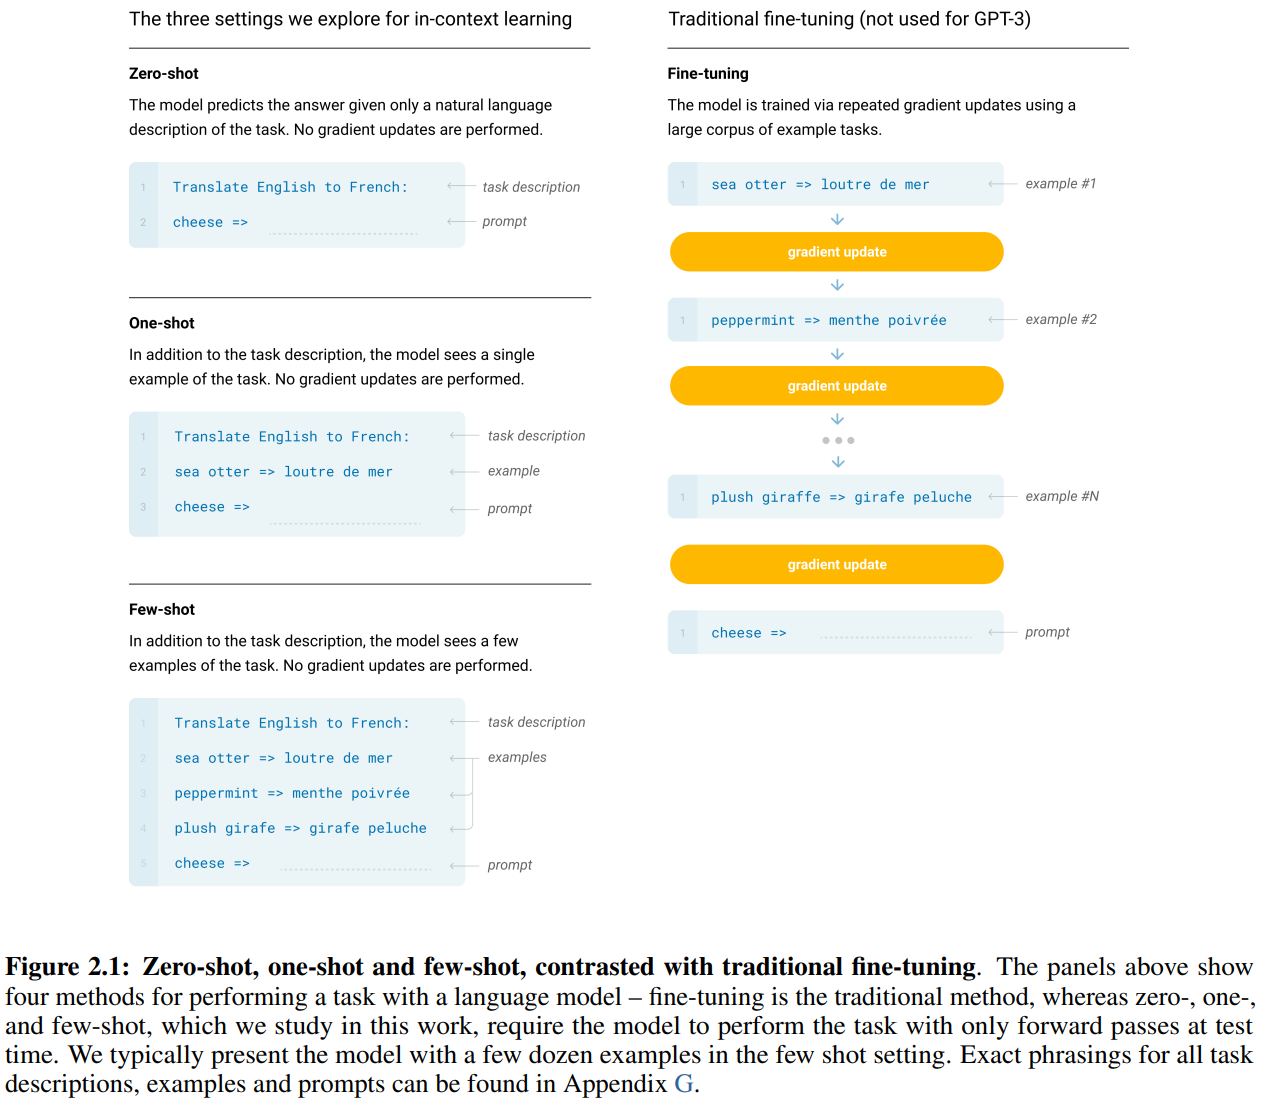 The three settings we explore for in-context learning
Zero-shot
The model predicts the answer given only a natural language
description of the task. No gradient updates are performed.
1 Translate English to French: task description
2 cheese => prompt
One-shot
In addition to the task description, the model sees a single
example of the task. No gradient updates are performed.
1 Translate English to French: task description
2 sea otter => loutre de mer example
3 cheese => prompt
Few-shot
In addition to the task description, the model sees a few
examples of the task. No gradient updates are performed.
1 Translate English to French: task description
2 sea otter => loutre de mer examples
3 peppermint => menthe poivrée
4 plush girafe => girafe peluche
5 cheese => prompt
Traditional fine-tuning (not used for GPT-3)
Fine-tuning
The model is trained via repeated gradient updates using a
large corpus of example tasks.
1 sea otter => loutre de mer example #1
gradient update
1 peppermint => menthe poivrée example #2
gradient update
1 plush giraffe => girafe peluche example #N
gradient update
1 cheese => prompt
Figure 2.1: Zero-shot, one-shot and few-shot, contrasted with traditional fine-tuning. The panels above show
four methods for performing a task with a language model – fine-tuning is the traditional method, whereas zero-, one-,
and few-shot, which we study in this work, require the model to perform the task with only forward passes at test
time. We typically present the model with a few dozen examples in the few shot setting. Exact phrasings for all task
descriptions, examples and prompts can be found in Appendix G.